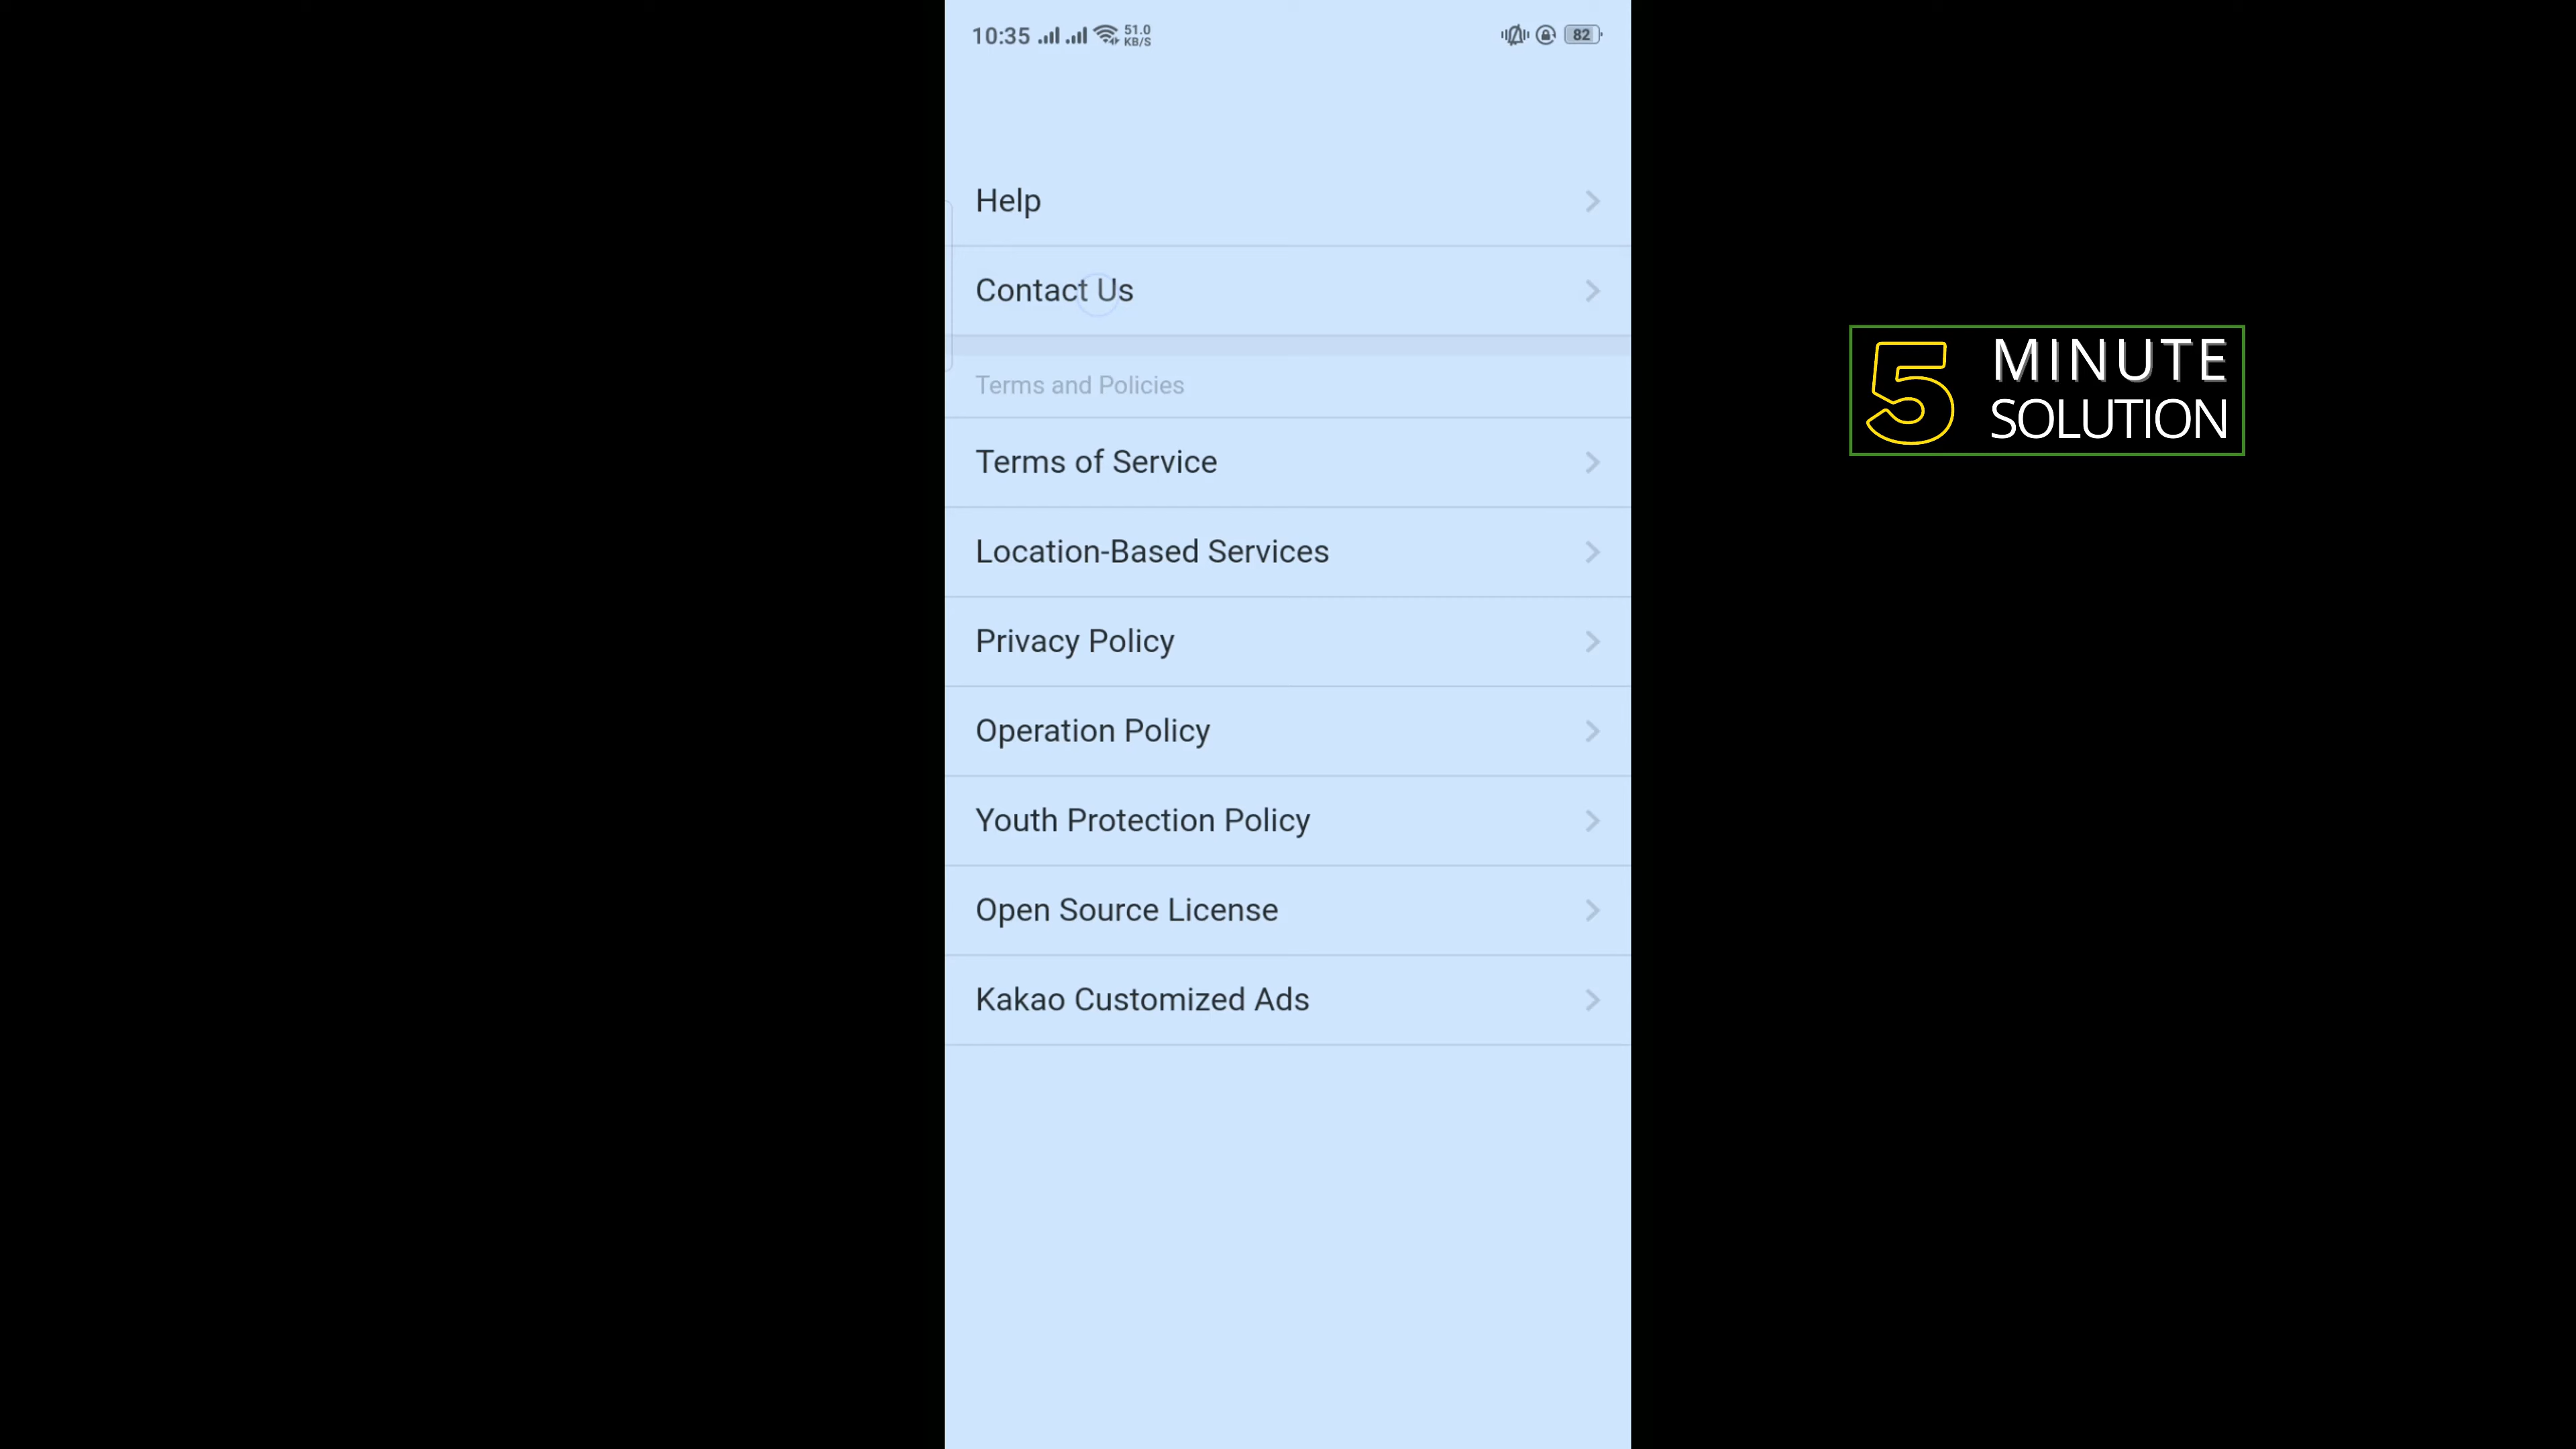 10:35 51.0 KB/S 82
Help
Contact Us
Terms and Policies
Terms of Service
Location-Based Services
Privacy Policy
Operation Policy
Youth Protection Policy
Open Source License
Kakao Customized Ads
5 MINUTE
SOLUTION